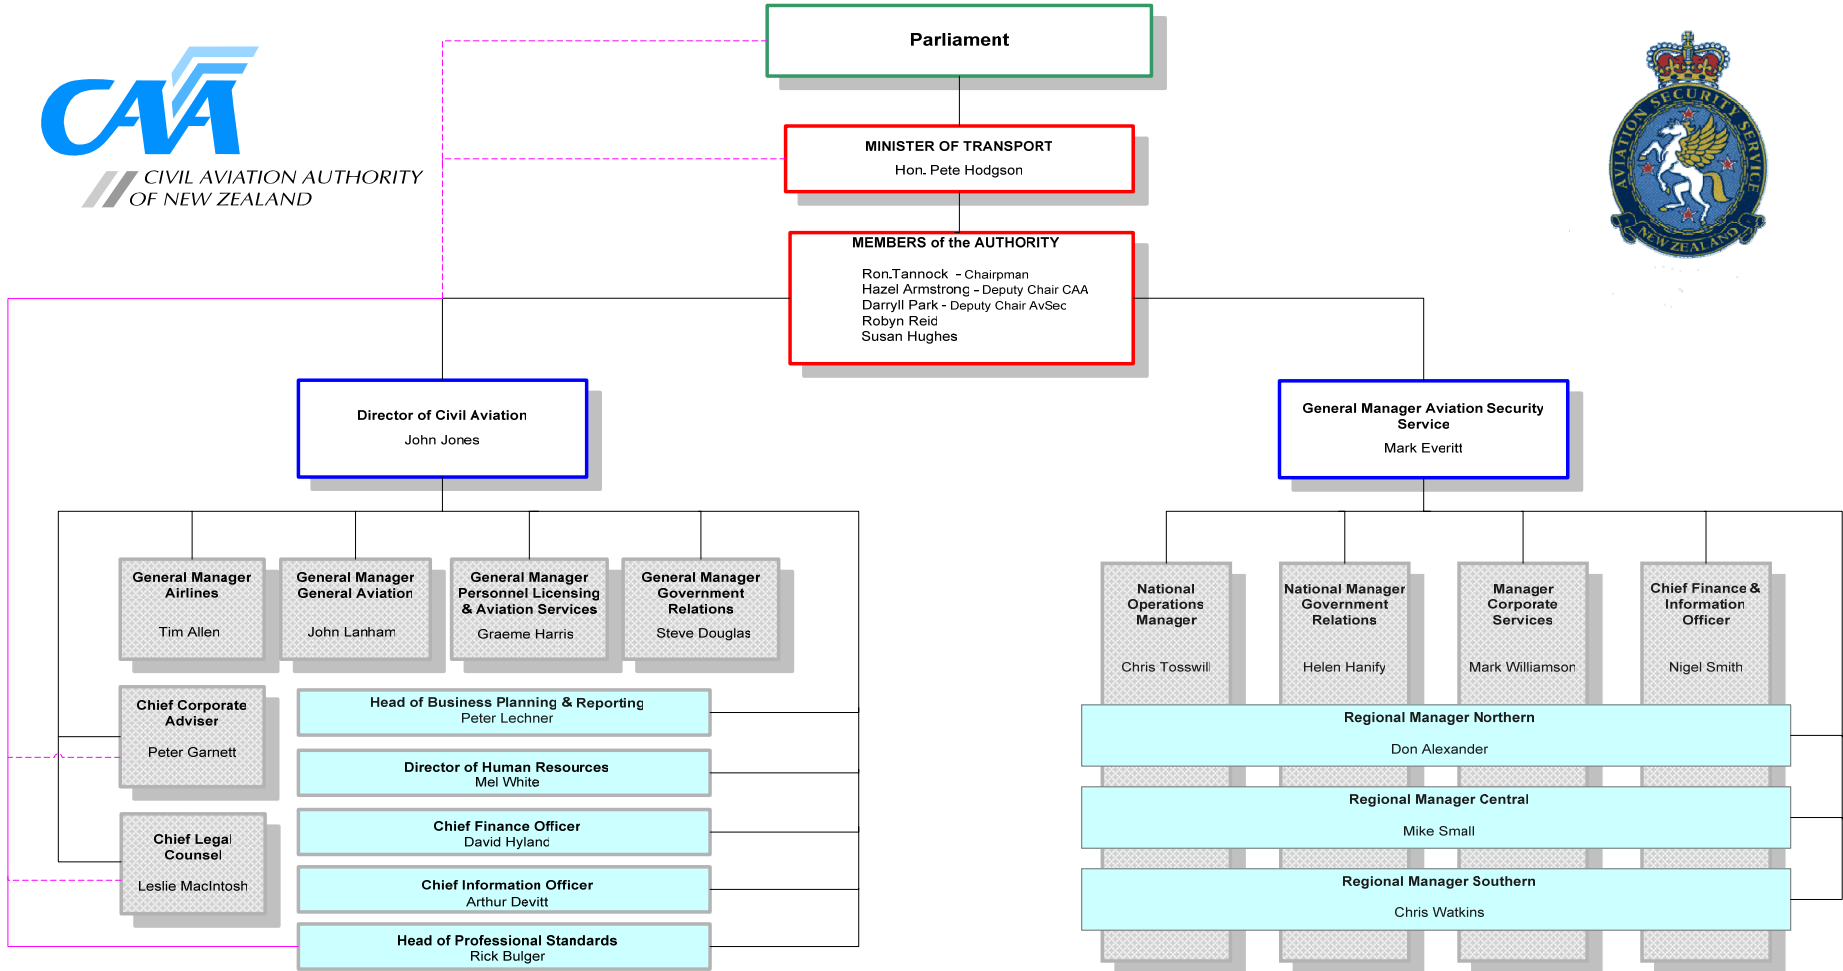 Parliament
CAA
CIVIL AVIATION AUTHORITY
OF NEW ZEALAND
AVIATION SECURITY SERVICE
NEW ZEALAND
MINISTER OF TRANSPORT
Hon. Pete Hodgson
MEMBERS of the AUTHORITY
Ron.Tannock - Chairpman
Hazel Armstrong - Deputy Chair CAA
Darryll Park - Deputy Chair AvSec
Robyn Reid
Susan Hughes
Director of Civil Aviation
John Jones
General Manager Aviation Security
Service
Mark Everitt
General Manager
Airlines
Tim Allen
General Manager
General Aviation
John Lanham
General Manager
Personnel Licensing
& Aviation Services
Graeme Harris
General Manager
Government
Relations
Steve Douglas
National
Operations
Manager
Chris Tosswill
National Manager
Government
Relations
Helen Hanify
Manager
Corporate
Services
Mark Williamson
Chief Finance &
Information
Officer
Nigel Smith
Chief Corporate
Adviser
Peter Garnett
Chief Legal
Counsel
Leslie MacIntosh
Head of Business Planning & Reporting
Peter Lechner
Director of Human Resources
Mel White
Chief Finance Officer
David Hyland
Chief Information Officer
Arthur Devitt
Head of Professional Standards
Rick Bulger
Regional Manager Northern
Don Alexander
Regional Manager Central
Mike Small
Regional Manager Southern
Chris Watkins